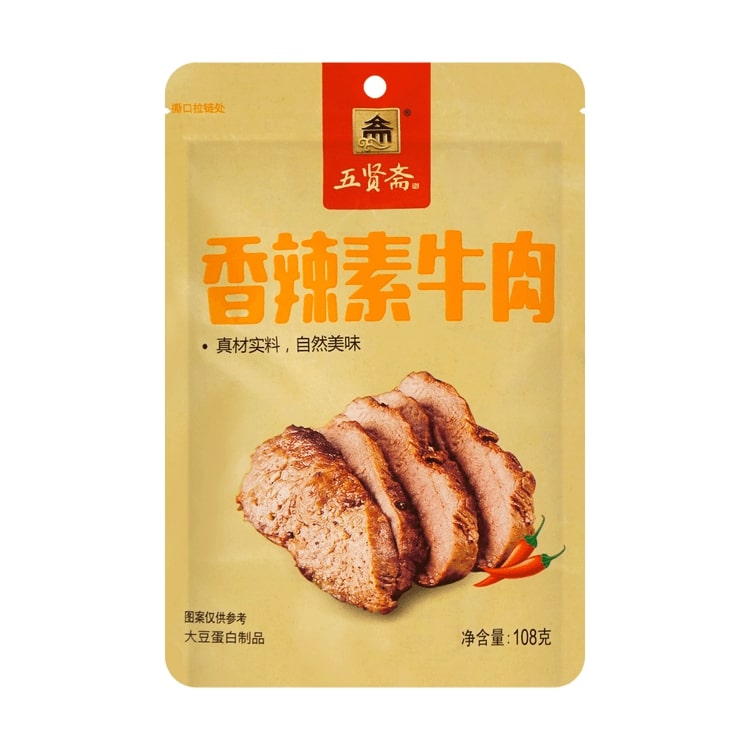 撕口拉链处
斋
®
五贤斋
香辣素牛肉
• 真材实料，自然美味
图案仅供参考
大豆蛋白制品
净含量:108克